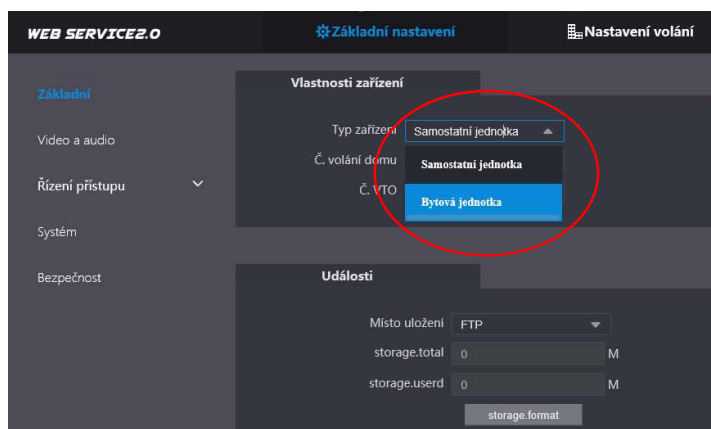 WEB SERVICE2.0
Základní nastavení
Nastavení volání
Základní
Video a audio
Řízení přístupu
Systém
Bezpečnost
Vlastnosti zařízení
Typ zařízení Samostatní jednotka
Č. volání domu
Samostatní jednotka
Č. VTO
Bytová jednotka
Události
Místo uložení FTP
storage.total 0 M
storage.userd 0 M
storage.format